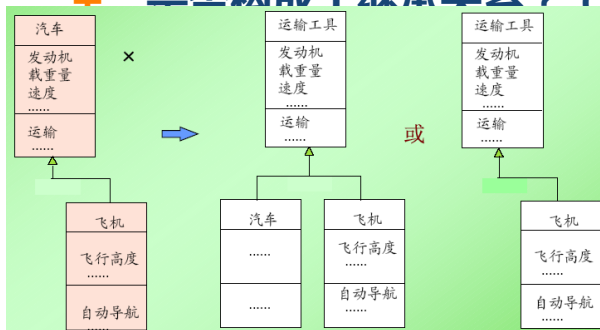 汽车
发动机
载重量
速度
......
运输
......
×
飞机
飞行高度
......
自动导航
......
运输工具
发动机
载重量
速度
......
运输
......
汽车
......
......
飞机
飞行高度
......
自动导航
......
或
运输工具
发动机
载重量
速度
......
运输
......
飞机
飞行高度
......
自动导航
......